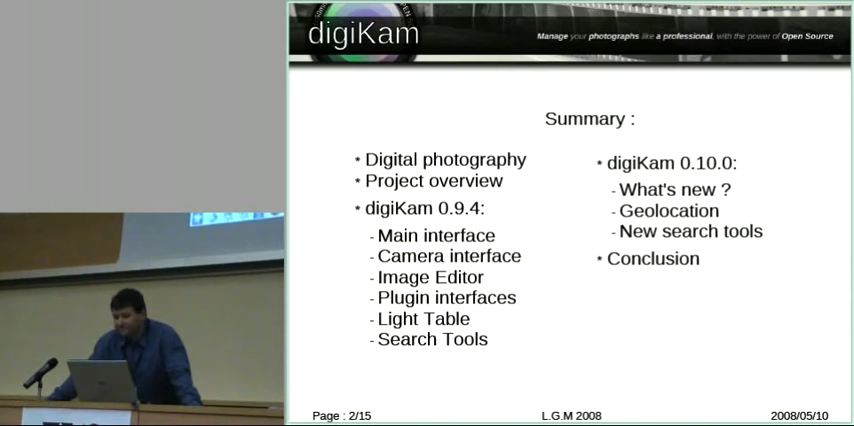 digiKam
Manage your photographs like a professional, with the power of Open Source
Summary :
* Digital photography
* Project overview
* digiKam 0.9.4:
- Main interface
- Camera interface
- Image Editor
- Plugin interfaces
- Light Table
- Search Tools
* digiKam 0.10.0:
- What's new ?
- Geolocation
- New search tools
* Conclusion
Page : 2/15
L.G.M 2008
2008/05/10